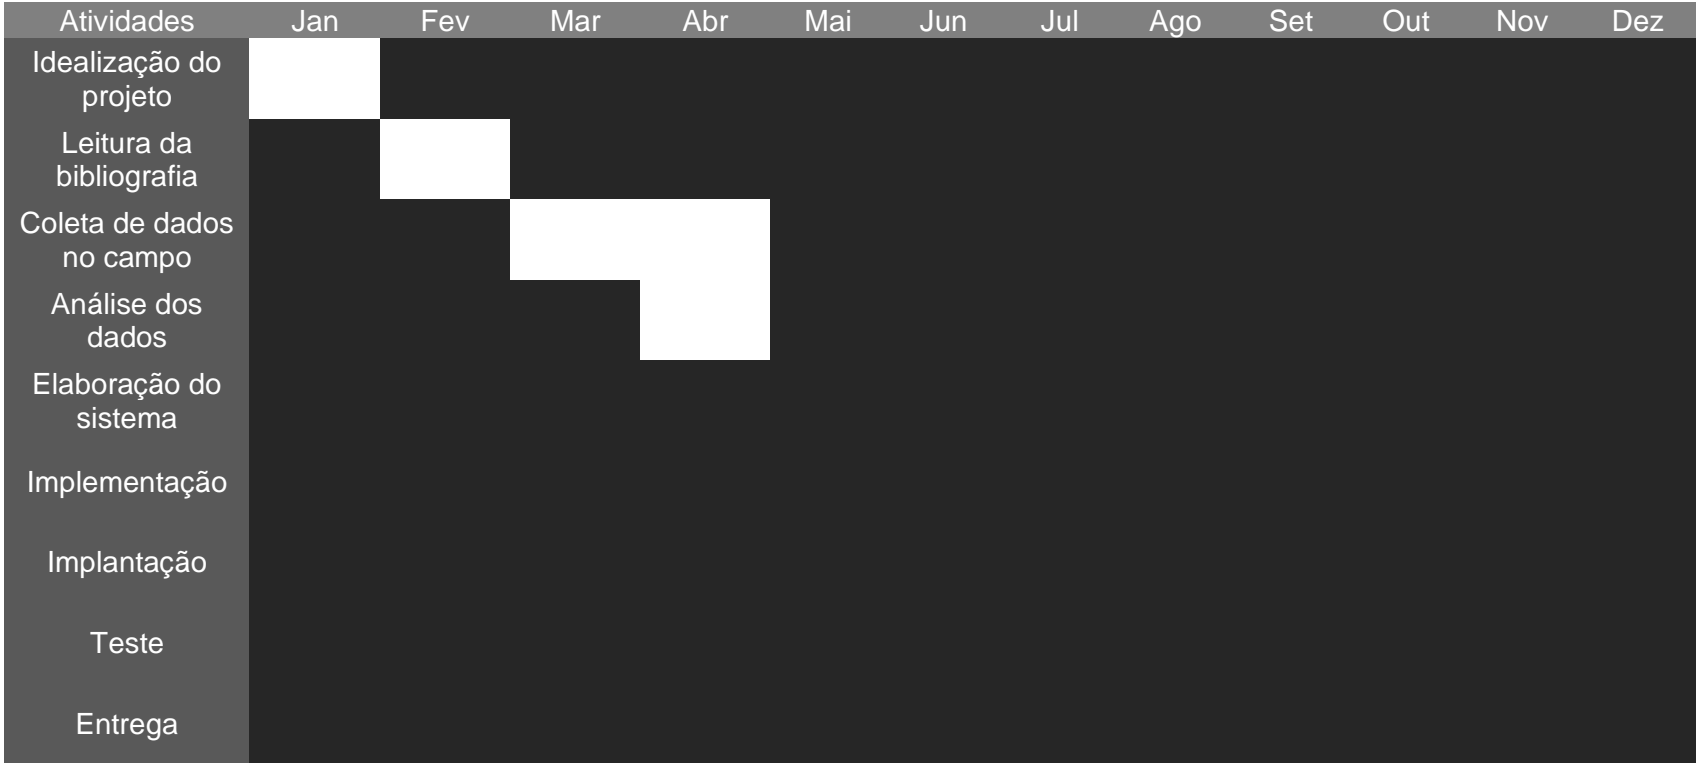 Atividades Jan Fev Mar Abr Mai Jun Jul Ago Set Out Nov Dez
Idealização do
projeto
Leitura da
bibliografia
Coleta de dados
no campo
Análise dos
dados
Elaboração do
sistema
Implementação
Implantação
Teste
Entrega